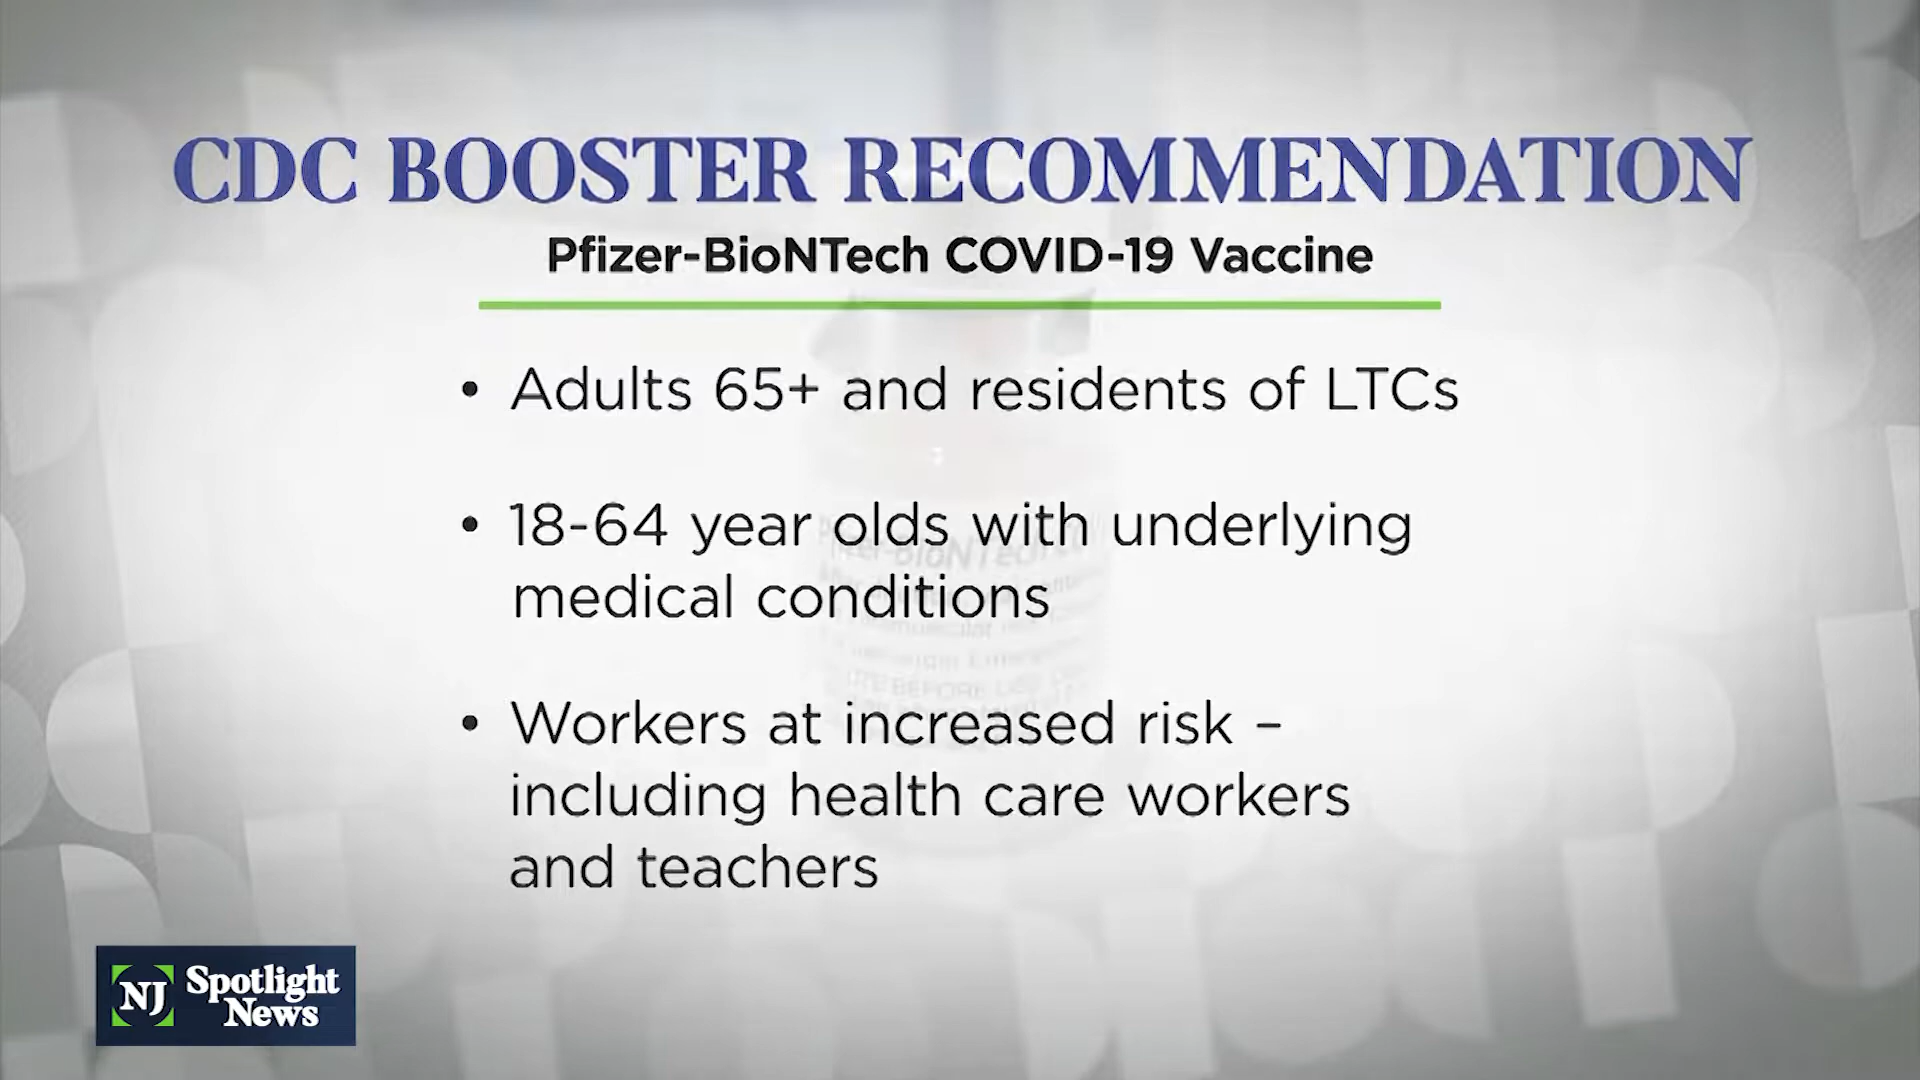 CDC BOOSTER RECOMMENDATION
Pfizer-BioNTech COVID-19 Vaccine
• Adults 65+ and residents of LTCs
• 18-64 year olds with underlying
medical conditions
• Workers at increased risk –
including health care workers
and teachers
NJ Spotlight
News